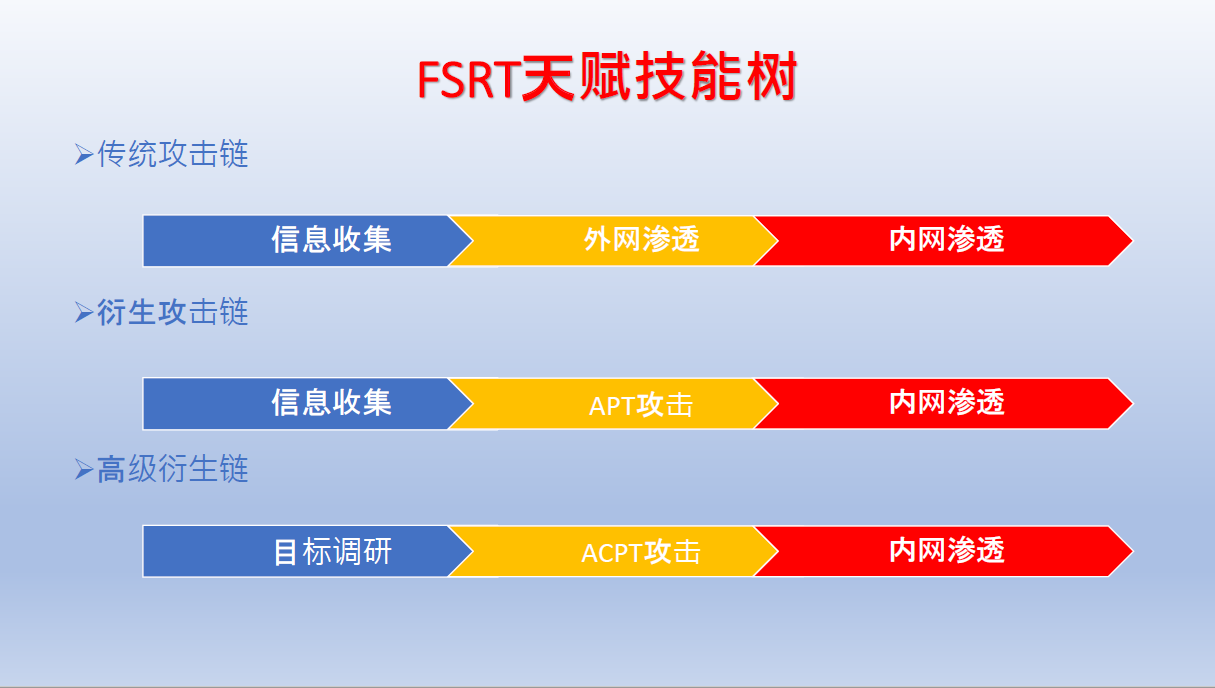 FSRT天赋技能树
传统攻击链
信息收集 外网渗透 内网渗透
衍生攻击链
信息收集 APT攻击 内网渗透
高级衍生链
目标调研 ACPT攻击 内网渗透